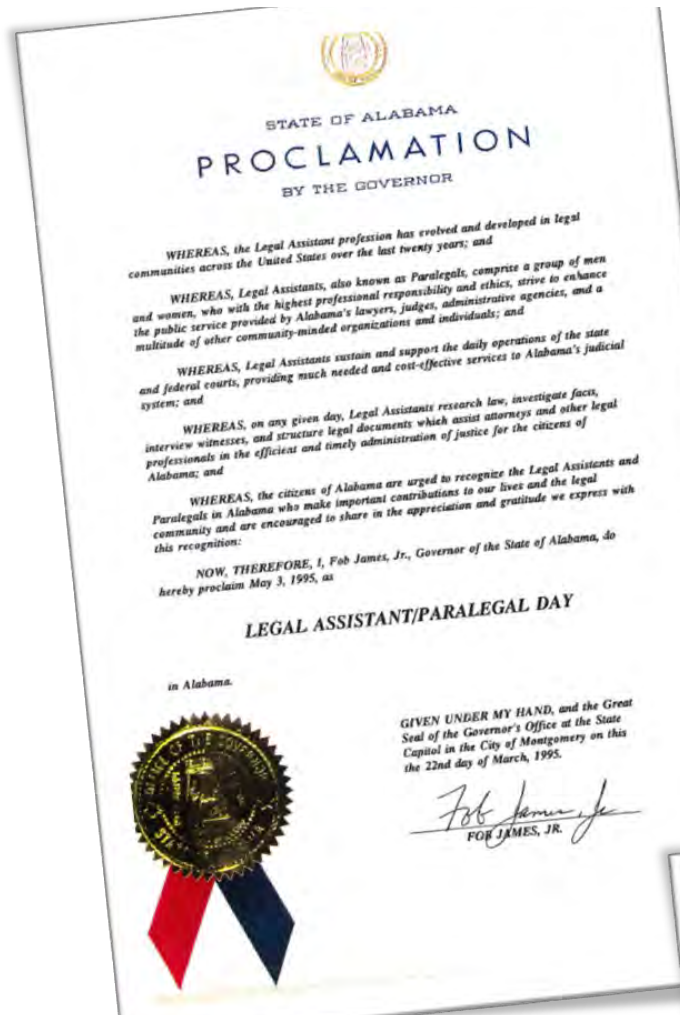 STATE OF ALABAMA
PROCLAMATION
BY THE GOVERNOR
WHEREAS, the Legal Assistant profession has evolved and developed in legal
communities across the United States over the last twenty years; and
WHEREAS, Legal Assistants, also known as Paralegals, comprise a group of men
and women, who with the highest professional responsibility and ethics, strive to enhance
the public service provided by Alabama's lawyers, judges, administrative agencies, and a
multitude of other community-minded organizations and individuals; and
WHEREAS, Legal Assistants sustain and support the daily operations of the state
and federal courts, providing much needed and cost-effective services to Alabama's judicial
system; and
WHEREAS, on any given day, Legal Assistants research law, investigate facts,
interview witnesses, and structure legal documents which assist attorneys and other legal
professionals in the efficient and timely administration of justice for the citizens of
Alabama; and
WHEREAS, the citizens of Alabama are urged to recognize the Legal Assistants and
Paralegals in Alabama who make important contributions to our lives and the legal
community and are encouraged to share in the appreciation and gratitude we express with
this recognition:
NOW, THEREFORE, I, Fob James, Jr., Governor of the State of Alabama, do
hereby proclaim May 3, 1995, as
LEGAL ASSISTANT/PARALEGAL DAY
in Alabama.
GIVEN UNDER MY HAND, and the Great
Seal of the Governor's Office at the State
Capitol in the City of Montgomery on this
the 22nd day of March, 1995.
Fob James, Jr.
FOB JAMES, JR.
OFFICE OF THE GOVERNOR